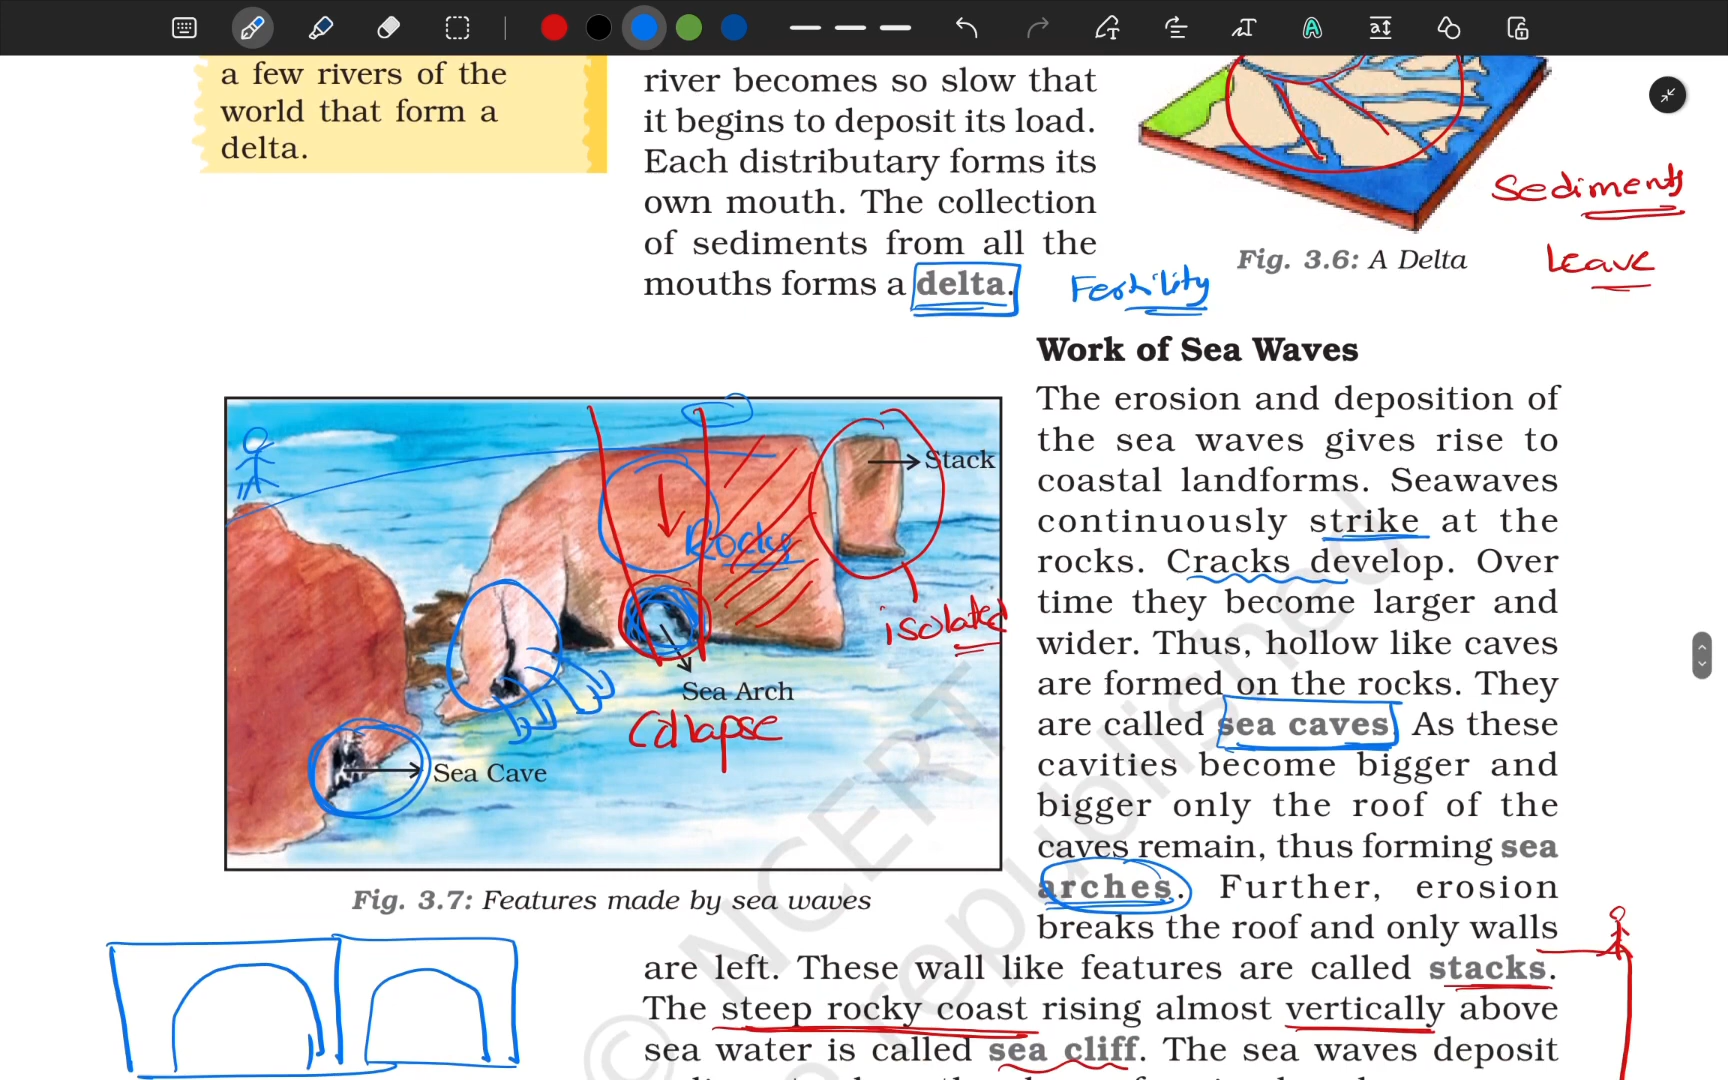 a few rivers of the
world that form a
delta.
river becomes so slow that
it begins to deposit its load.
Each distributary forms its
own mouth. The collection
of sediments from all the
mouths forms a delta.
Fertility
Fig. 3.6: A Delta
Sediments
Leave
Stack
Rocks
isolated
Sea Arch
Collapse
Sea Cave
Fig. 3.7: Features made by sea waves
Work of Sea Waves
The erosion and deposition of
the sea waves gives rise to
coastal landforms. Seawaves
continuously strike at the
rocks. Cracks develop. Over
time they become larger and
wider. Thus, hollow like caves
are formed on the rocks. They
are called sea caves. As these
cavities become bigger and
bigger only the roof of the
caves remain, thus forming sea
arches. Further, erosion
breaks the roof and only walls
are left. These wall like features are called stacks.
The steep rocky coast rising almost vertically above
sea water is called sea cliff. The sea waves deposit
© NCERT
republished